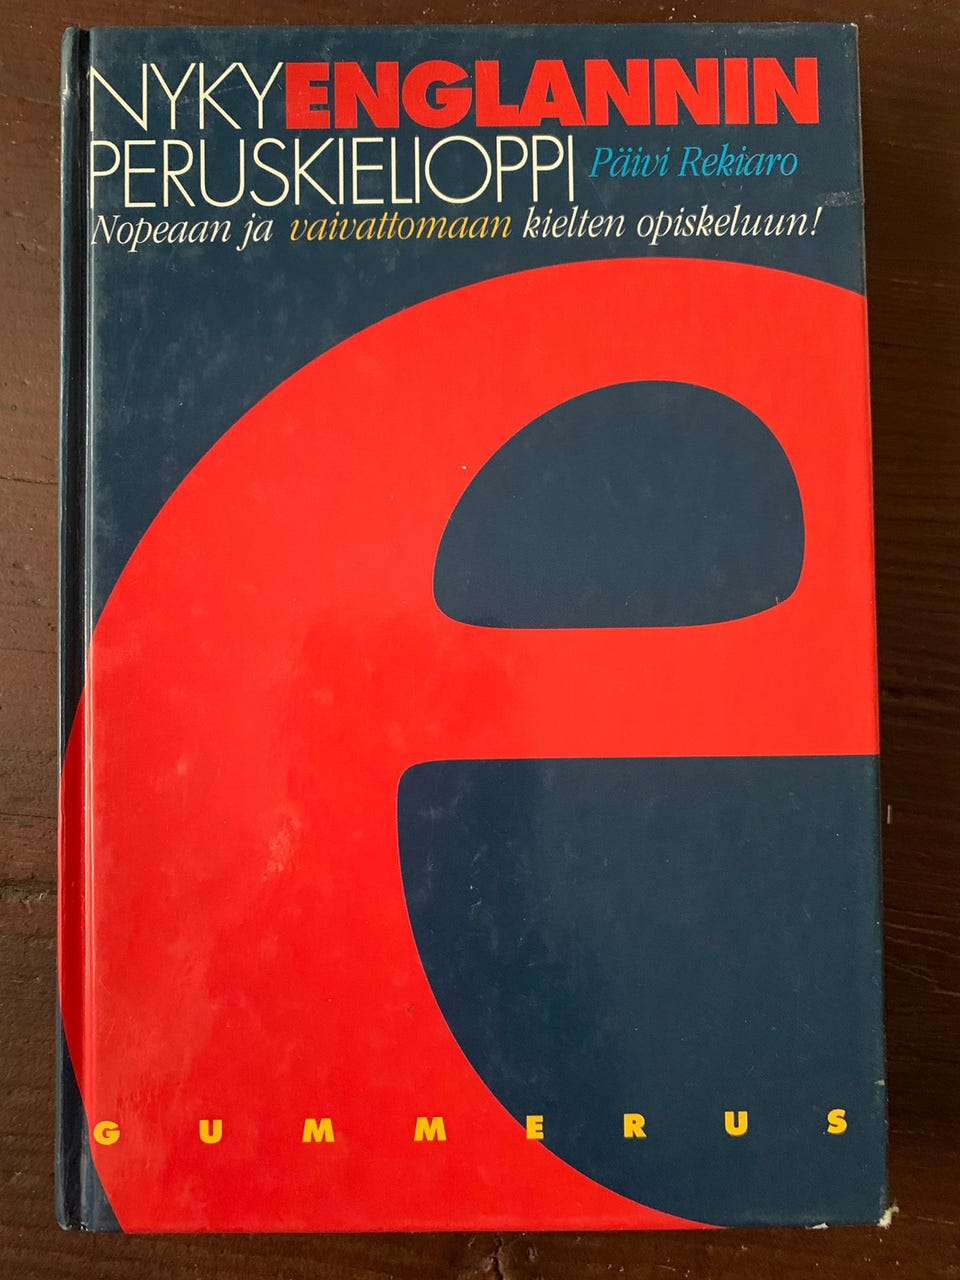 NYKYENGLANNIN
PERUSKIELIOPPI Päivi Rekiaro
Nopeaan ja vaivattomaan kielten opiskeluun!
GUMMERUS